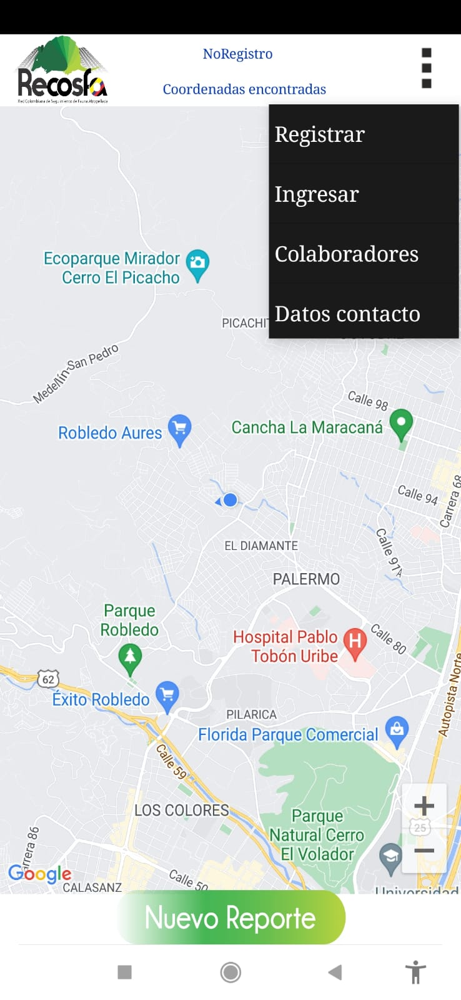 Recosfa
Red Colombiana de Seguimiento de Fauna Atropellada
NoRegistro
Coordenadas encontradas
Registrar
Ingresar
Colaboradores
Datos contacto
Ecoparque Mirador
Cerro El Picacho
PICACHIT
Medellín-San Pedro
Calle 98
Robledo Aures
Cancha La Maracaná
Carrera 68
Calle 94
Calle 97A
EL DIAMANTE
PALERMO
Parque
Robledo
Hospital Pablo
Tobón Uribe
H
Calle 80
62
Éxito Robledo
Autopista Norte
PILARICA
Florida Parque Comercial
Calle 59
LOS COLORES
Parque
Natural Cerro
El Volador
+
25
−
Carrera 86
Google
CALASANZ
Calle 50
Universidad
Nuevo Reporte